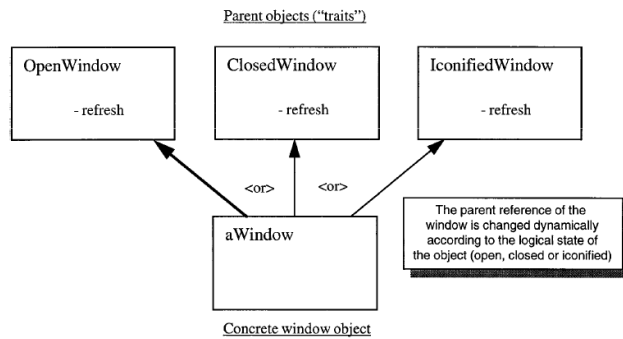 Parent objects ("traits")
OpenWindow
- refresh
ClosedWindow
- refresh
IconifiedWindow
- refresh
<or>
<or>
aWindow
The parent reference of the
window is changed dynamically
according to the logical state of
the object (open, closed or iconified)
Concrete window object